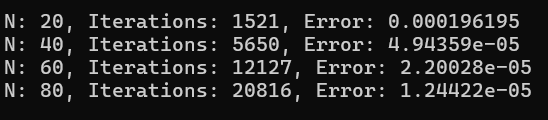 N: 20, Iterations: 1521, Error: 0.000196195
N: 40, Iterations: 5650, Error: 4.94359e-05
N: 60, Iterations: 12127, Error: 2.20028e-05
N: 80, Iterations: 20816, Error: 1.24422e-05